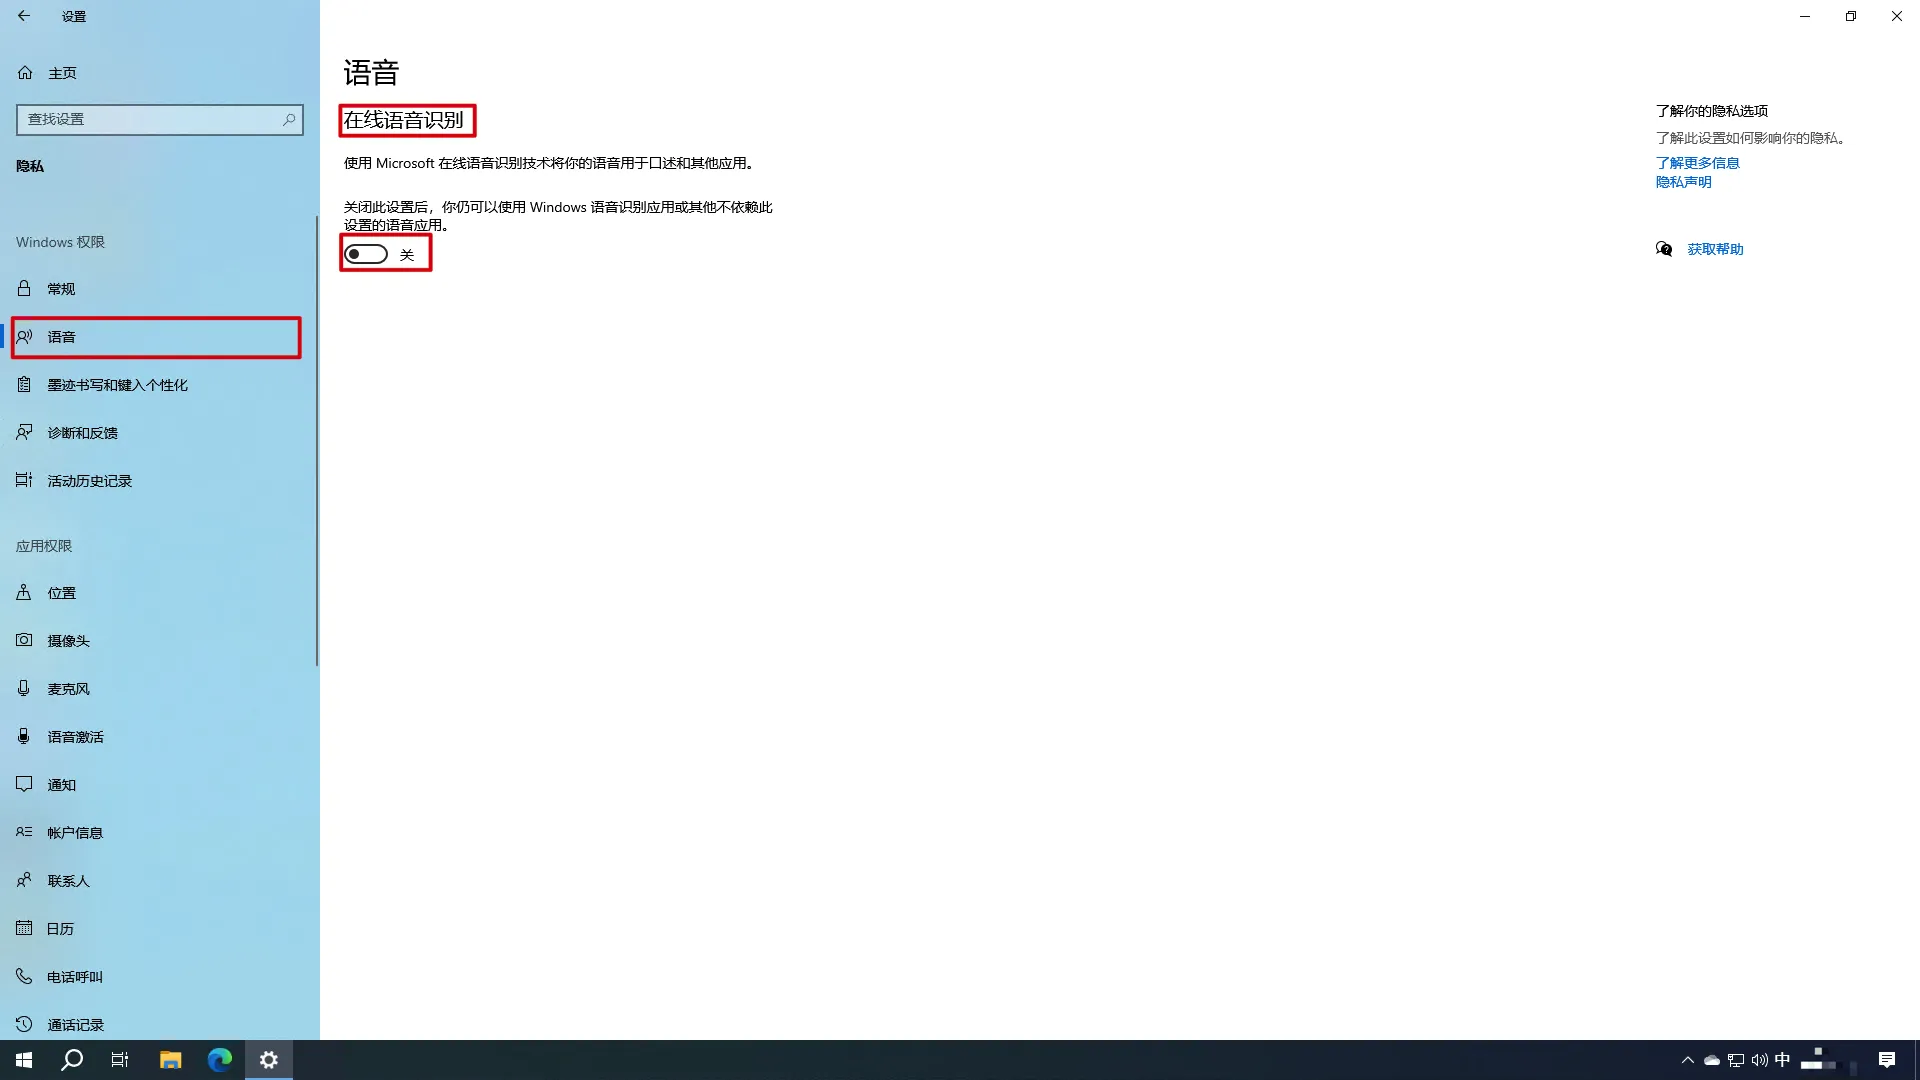 设置
主页
查找设置
隐私
Windows 权限
常规
语音
墨迹书写和键入个性化
诊断和反馈
活动历史记录
应用权限
位置
摄像头
麦克风
语音激活
通知
帐户信息
联系人
日历
电话呼叫
通话记录
语音
在线语音识别
使用 Microsoft 在线语音识别技术将你的语音用于口述和其他应用。
关闭此设置后，你仍可以使用 Windows 语音识别应用或其他不依赖此
设置的语音应用。
关
了解你的隐私选项
了解此设置如何影响你的隐私。
了解更多信息
隐私声明
获取帮助
中